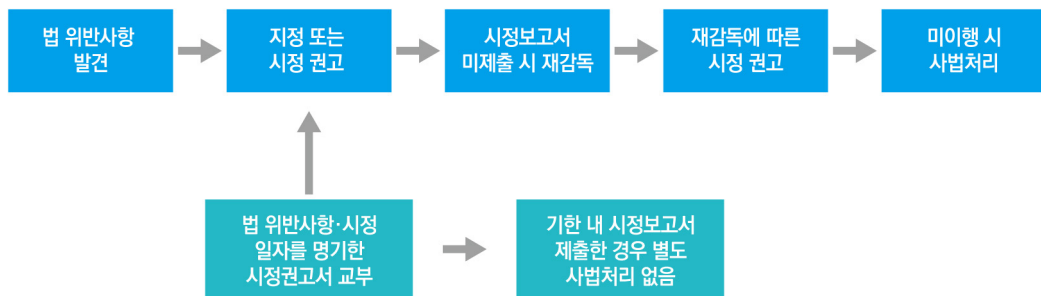 법 위반사항
발견
지정 또는
시정 권고
시정보고서
미제출 시 재감독
재감독에 따른
시정 권고
미이행 시
사법처리
법 위반사항·시정
일자를 명기한
시정권고서 교부
기한 내 시정보고서
제출한 경우 별도
사법처리 없음